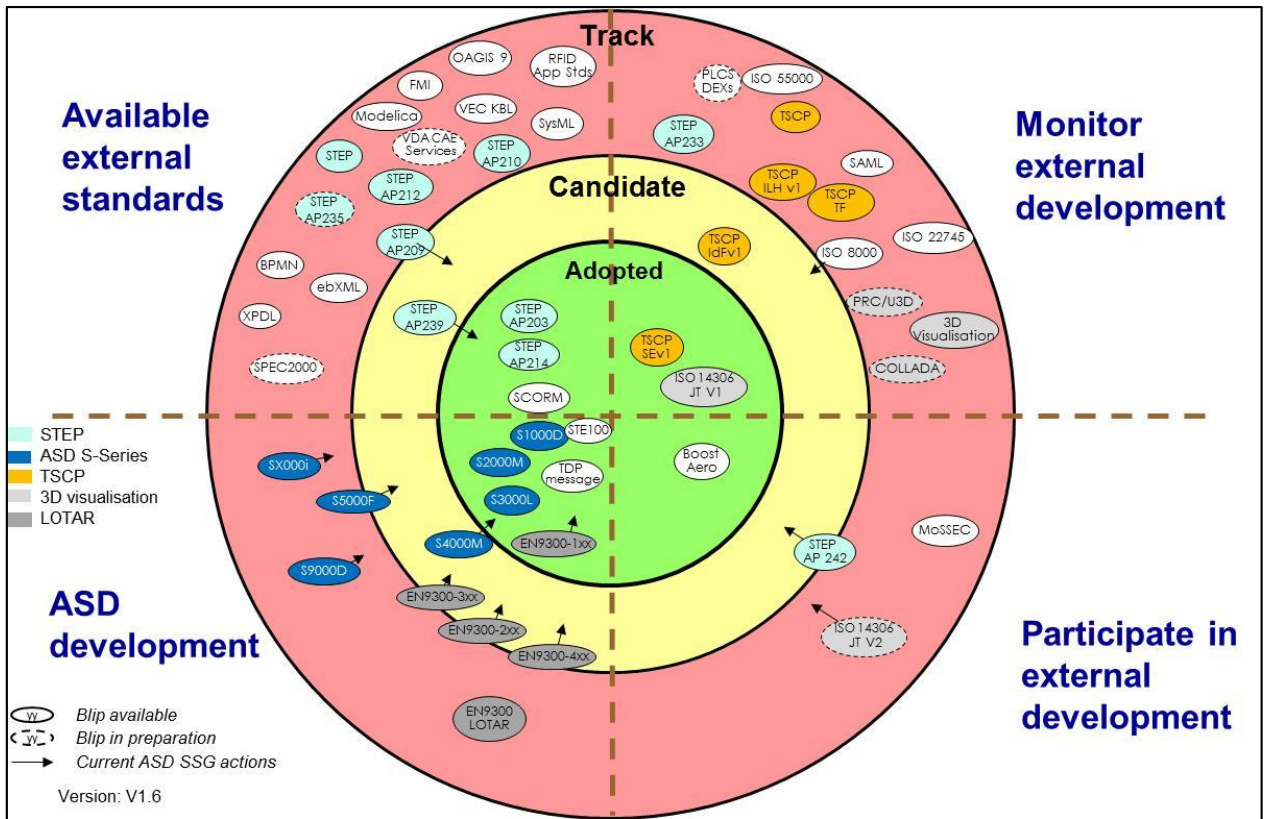 Track
Candidate
Adopted
Available
external
standards
OAGIS 9
RFID
App Stds
FMI
Modelica
VEC KBL
SysML
VDA CAE
Services
STEP
AP210
STEP
STEP
AP212
STEP
AP235
STEP
AP209
BPMN
ebXML
XPDL
STEP
AP239
SPEC2000
STEP
AP203
STEP
AP214
SCORM
Monitor
external
development
PLCS
DEXs
ISO 55000
TSCP
STEP
AP233
SAML
TSCP
ILH v1
TSCP
TF
TSCP
IdFv1
ISO 22745
ISO 8000
PRC/U3D
3D
Visualisation
COLLADA
TSCP
SEv1
ISO 14306
JT V1
STEP
ASD S-Series
TSCP
3D visualisation
LOTAR
S1000D
STE100
S2000M
TDP
message
S3000L
SX000i
S5000F
S4000M
EN9300-1xx
S9000D
EN9300-3xx
EN9300-2xx
EN9300-4xx
EN9300
LOTAR
ASD
development
Boost
Aero
MoSSEC
STEP
AP 242
ISO 14306
JT V2
Participate in
external
development
yy
Blip available
yy
Blip in preparation
Current ASD SSG actions
Version: V1.6